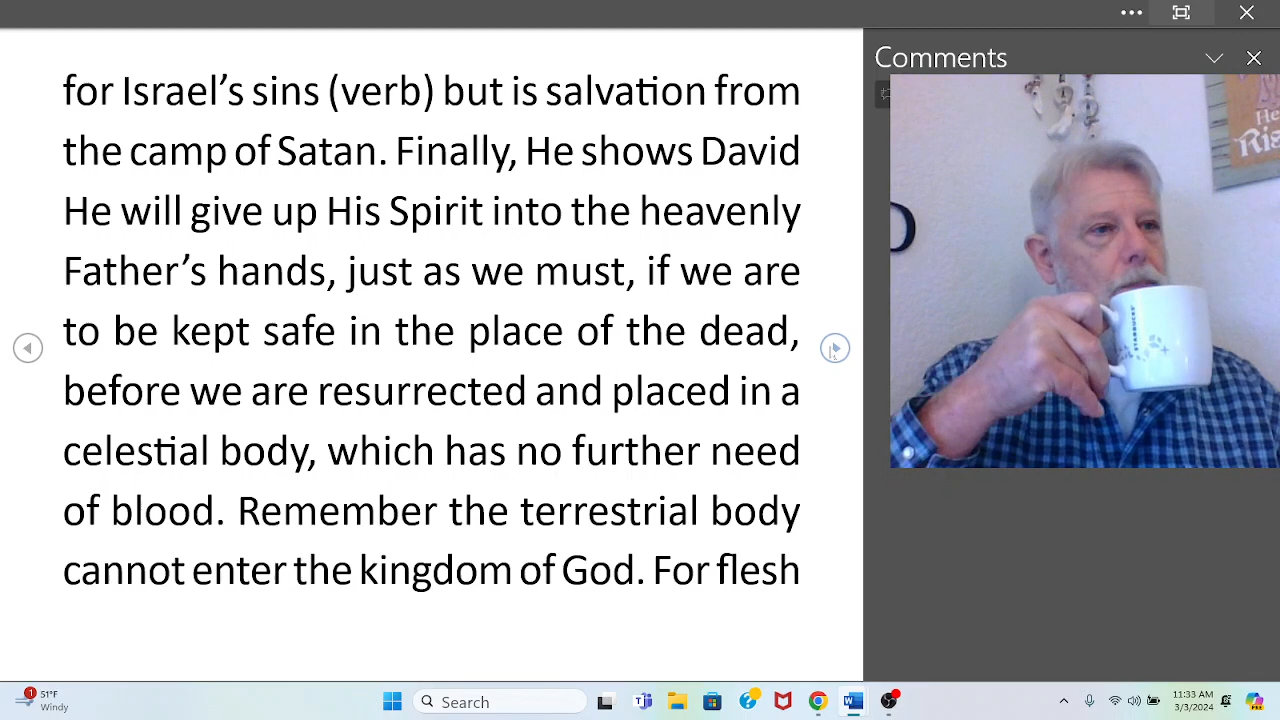 Comments
for Israel’s sins (verb) but is salvation from
the camp of Satan. Finally, He shows David
He will give up His Spirit into the heavenly
Father’s hands, just as we must, if we are
to be kept safe in the place of the dead,
before we are resurrected and placed in a
celestial body, which has no further need
of blood. Remember the terrestrial body
cannot enter the kingdom of God. For flesh
He
Ris
STARBUCKS
1
51°F
Windy
Search
11:33 AM
3/3/2024